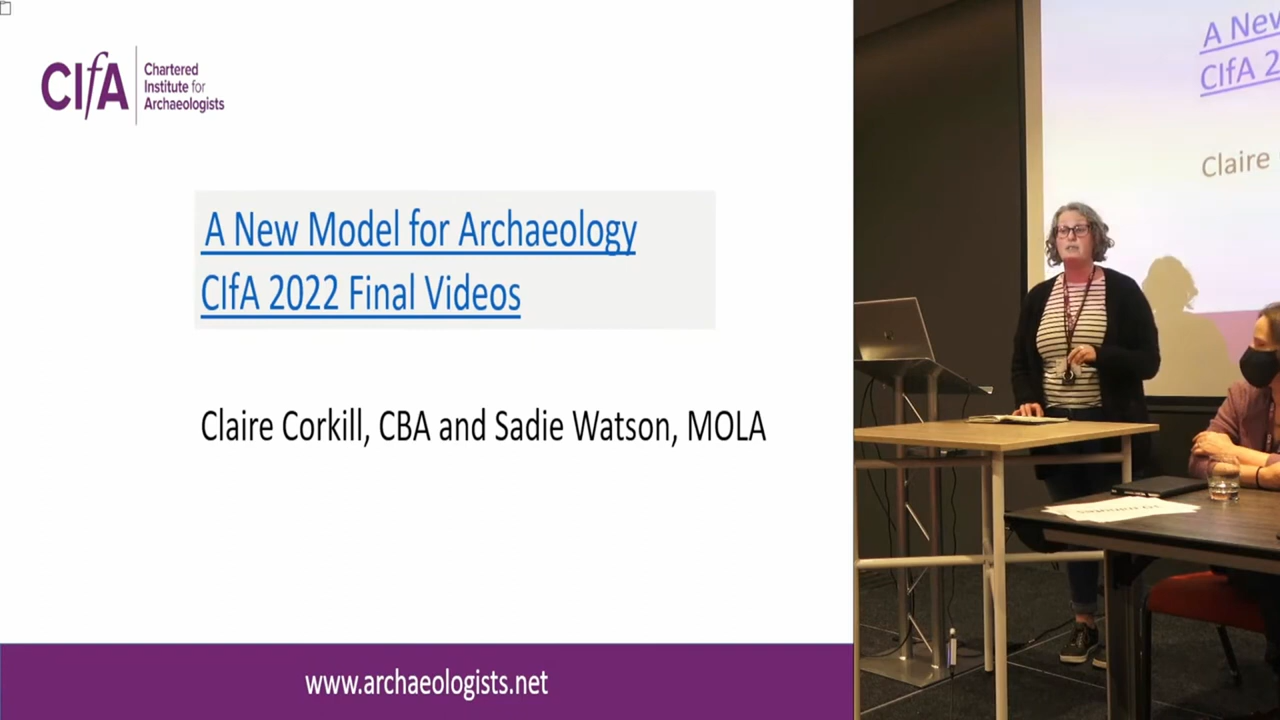 CIfA
Chartered
Institute for
Archaeologists
A New Model for Archaeology
CIfA 2022 Final Videos
Claire Corkill, CBA and Sadie Watson, MOLA
www.archaeologists.net
A New
CIfA 2
Claire